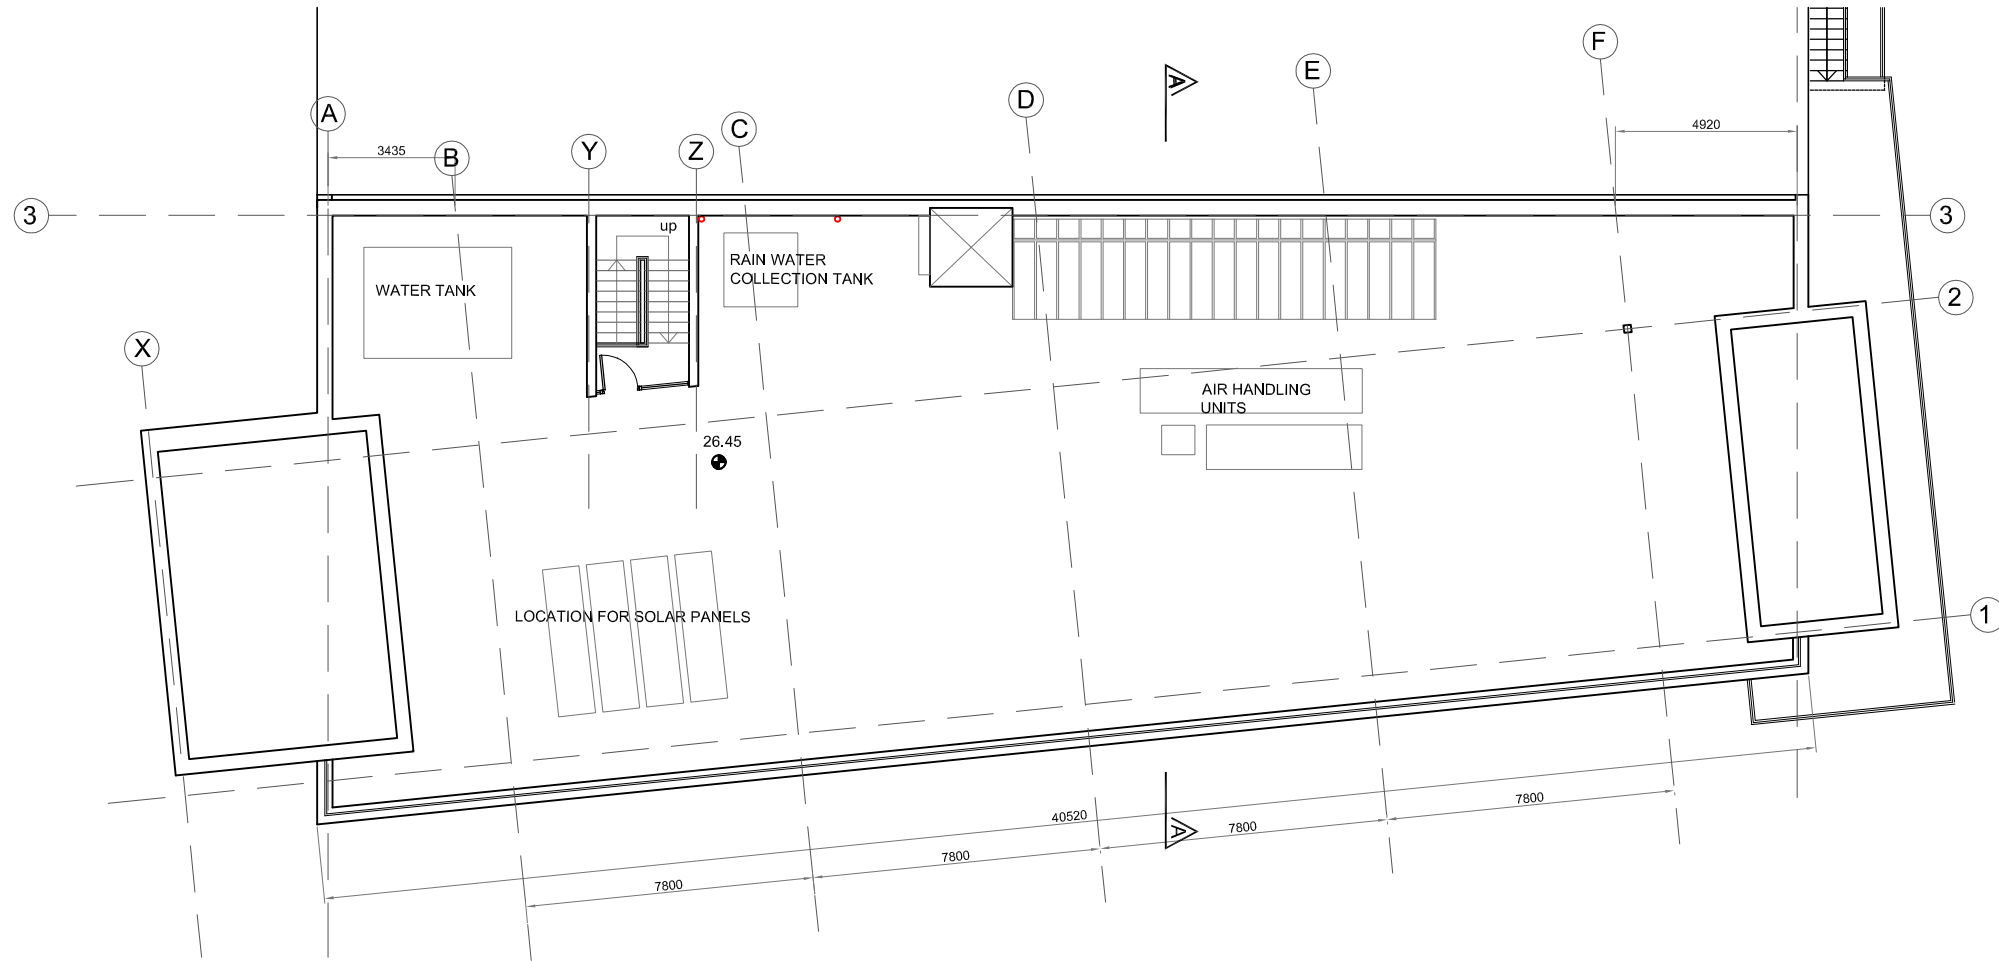 F
E
A
D
A
C
4920
3435
B
Y
Z
3
3
up
RAIN WATER
COLLECTION TANK
WATER TANK
2
X
AIR HANDLING
UNITS
26.45
LOCATION FOR SOLAR PANELS
1
40520
7800
7800
A
7800
7800